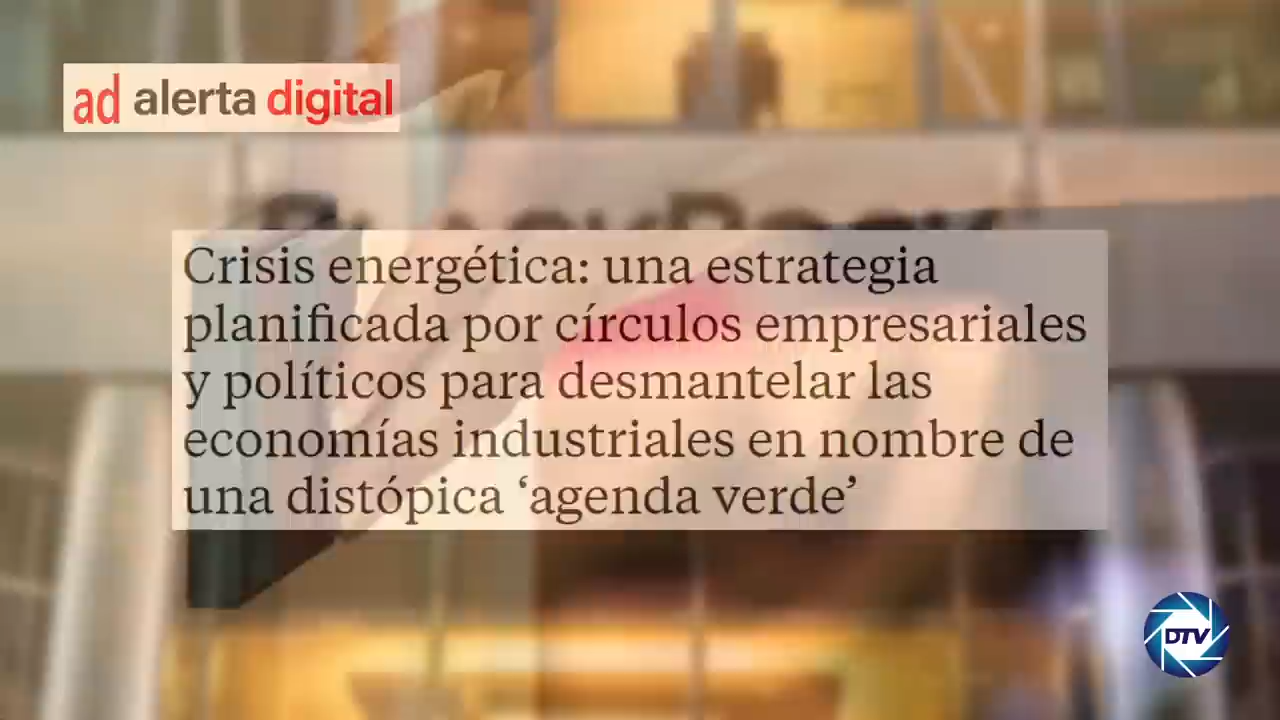 ad alerta digital
Crisis energética: una estrategia
planificada por círculos empresariales
y políticos para desmantelar las
economías industriales en nombre de
una distópica ‘agenda verde’
DTV